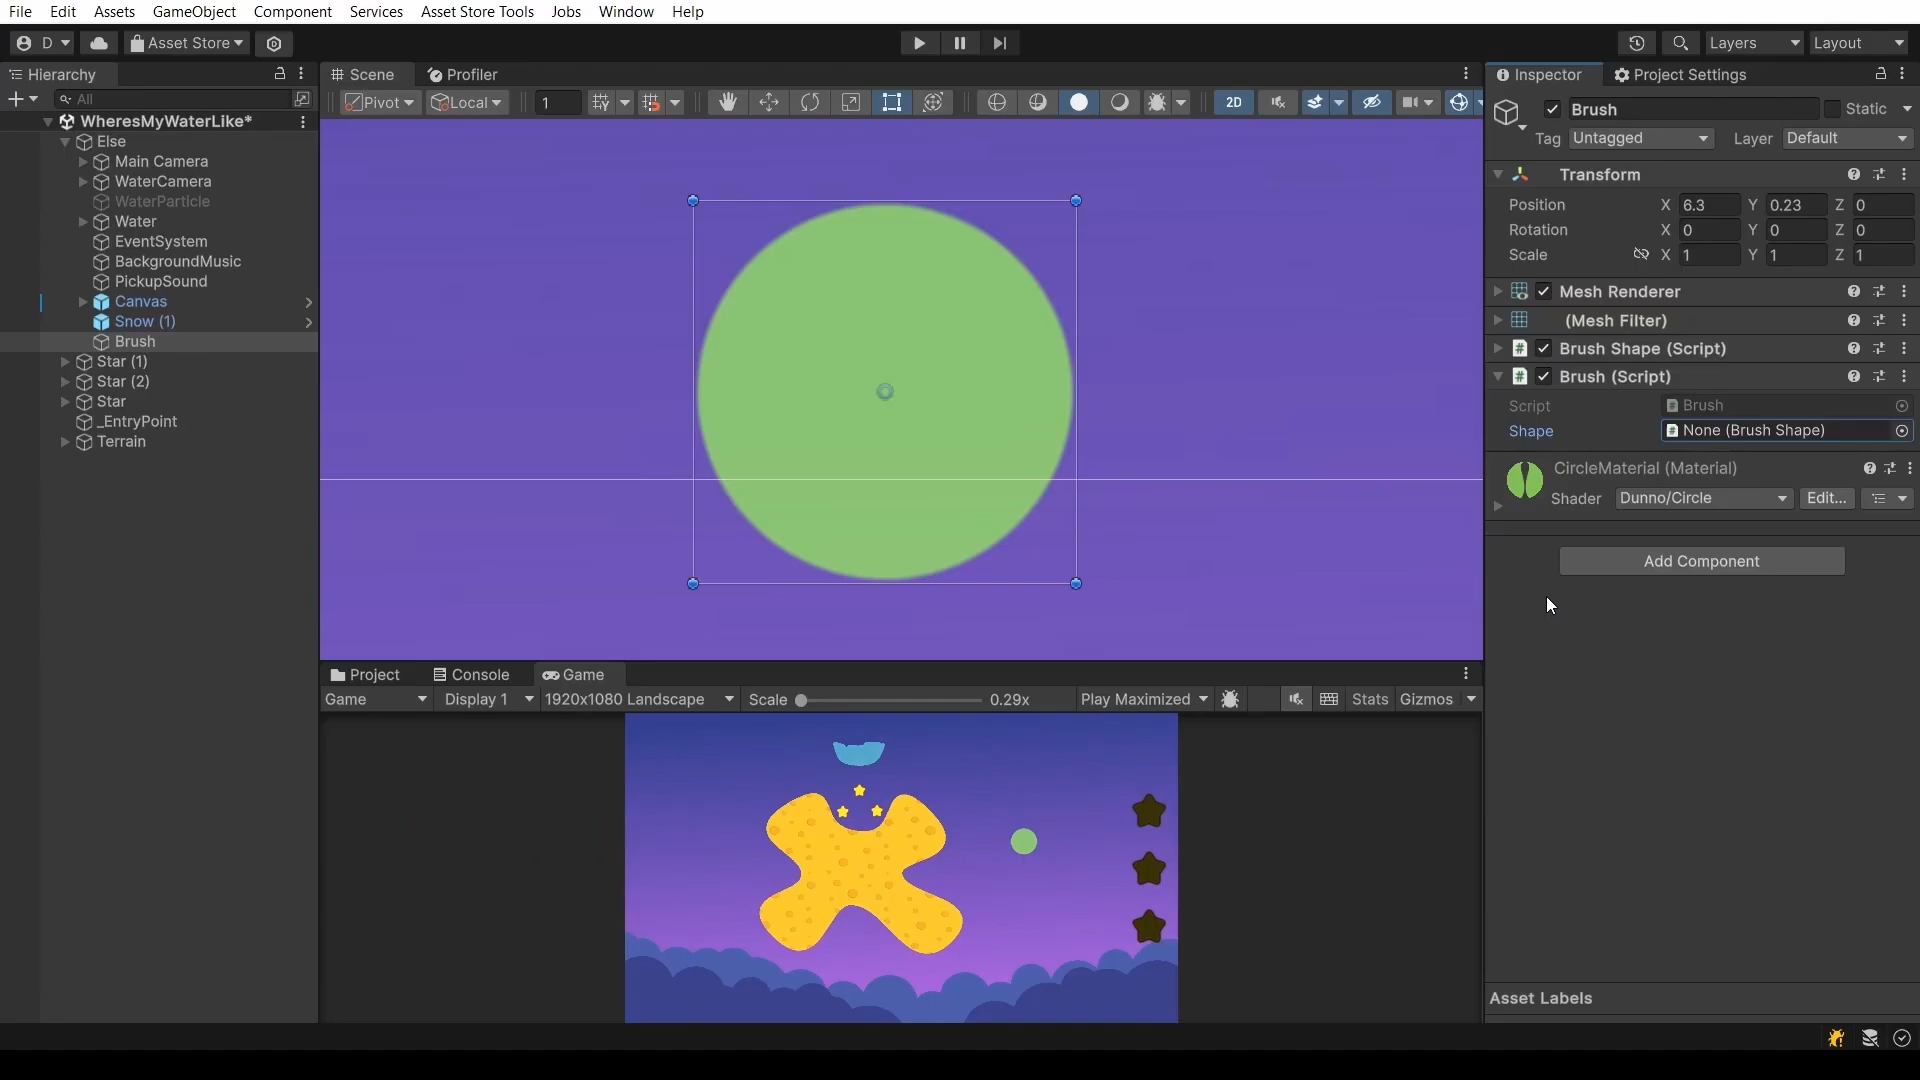 File Edit Assets GameObject Component Services Asset Store Tools Jobs Window Help
D Asset Store Layers Layout
Hierarchy
All
WheresMyWaterLike*
Else
Main Camera
WaterCamera
WaterParticle
Water
EventSystem
BackgroundMusic
PickupSound
Canvas
Snow (1)
Brush
Star (1)
Star (2)
Star
_EntryPoint
Terrain
Scene Profiler
Pivot Local 1 2D
Project Console Game
Game Display 1 1920x1080 Landscape Scale 0.29x Play Maximized Stats Gizmos
Inspector Project Settings
Brush Static
Tag Untagged Layer Default
Transform
Position X 6.3 Y 0.23 Z 0
Rotation X 0 Y 0 Z 0
Scale X 1 Y 1 Z 1
Mesh Renderer
(Mesh Filter)
Brush Shape (Script)
Brush (Script)
Script Brush
Shape None (Brush Shape)
CircleMaterial (Material)
Shader Dunno/Circle Edit...
Add Component
Asset Labels